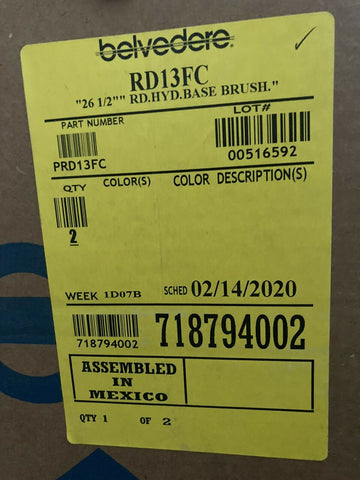 belvedere.
RD13FC
"26 1/2"" RD.HYD.BASE BRUSH."
PART NUMBER
LOT#
PRD13FC
00516592
QTY COLOR(S) COLOR DESCRIPTION(S)
2
WEEK 1D07B SCHED 02/14/2020
718794002
718794002
ASSEMBLED
IN
MEXICO
QTY 1 OF 2